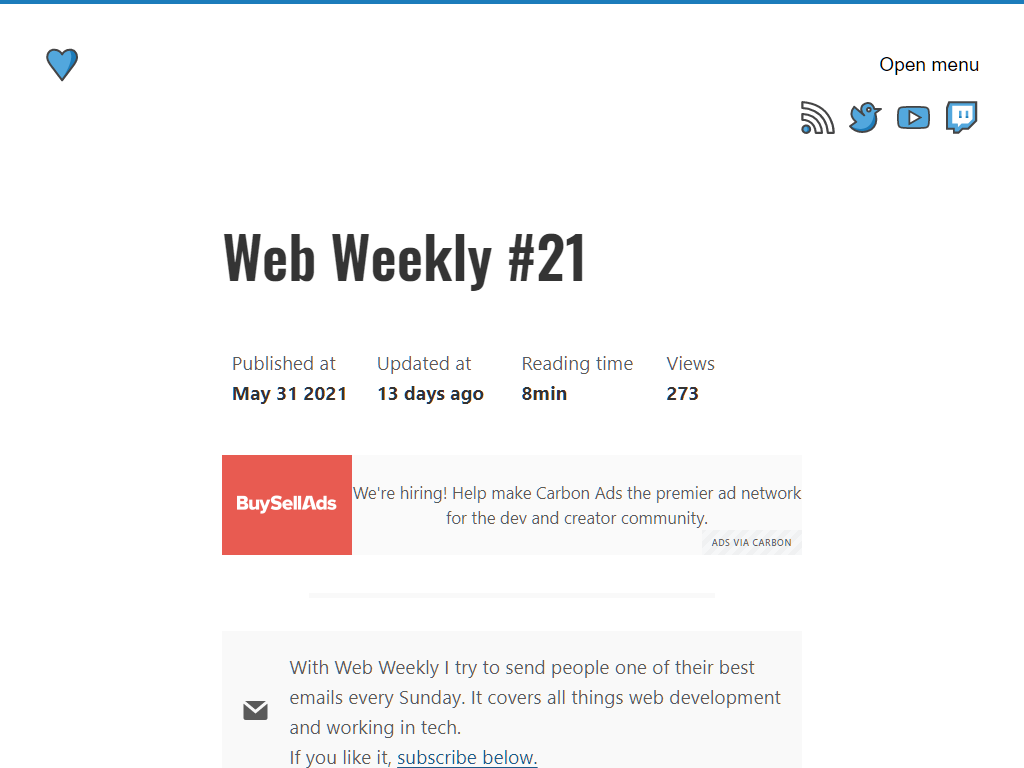 Open menu
Web Weekly #21
Published at
May 31 2021
Updated at
13 days ago
Reading time
8min
Views
273
BuySellAds
We're hiring! Help make Carbon Ads the premier ad network
for the dev and creator community.
ADS VIA CARBON
With Web Weekly I try to send people one of their best
emails every Sunday. It covers all things web development
and working in tech.
If you like it, subscribe below.